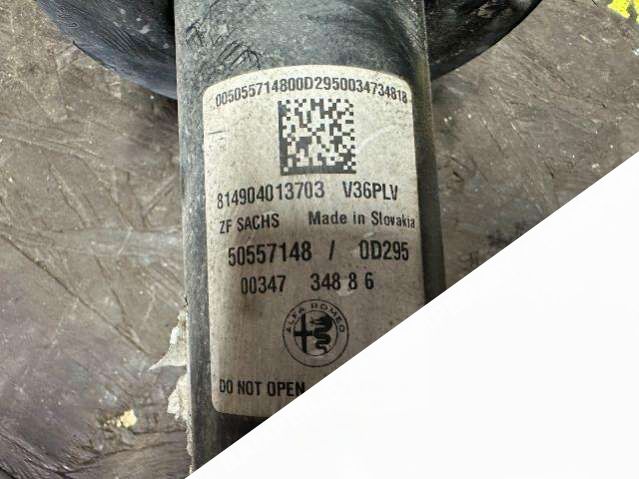 005055714800D2950034734818
814904013703 V36PLV
ZF SACHS Made in Slovakia
50557148 / 0D295
00347 348 8 6
ALFA ROMEO
DO NOT OPEN